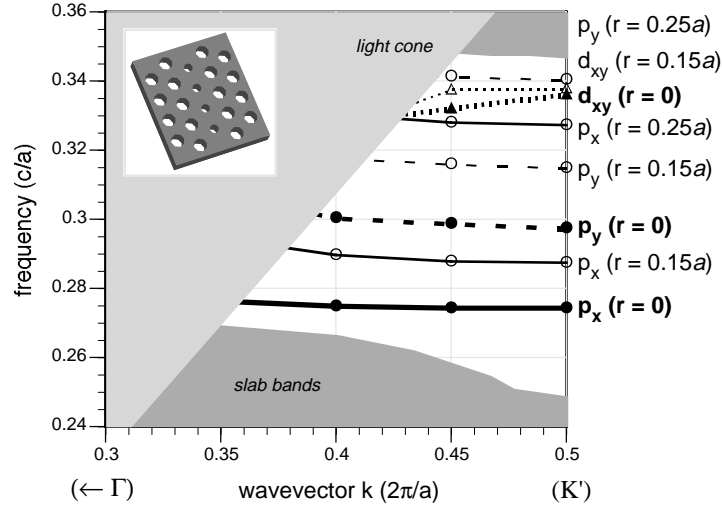 0.36
0.34
0.32
0.3
0.28
0.26
0.24
frequency (c/a)
light cone
slab bands
p_y (r = 0.25a)
d_xy (r = 0.15a)
d_xy (r = 0)
p_x (r = 0.25a)
p_y (r = 0.15a)
p_y (r = 0)
p_x (r = 0.15a)
p_x (r = 0)
0.3 0.35 0.4 0.45 0.5
(← Γ) wavevector k (2π/a) (K')